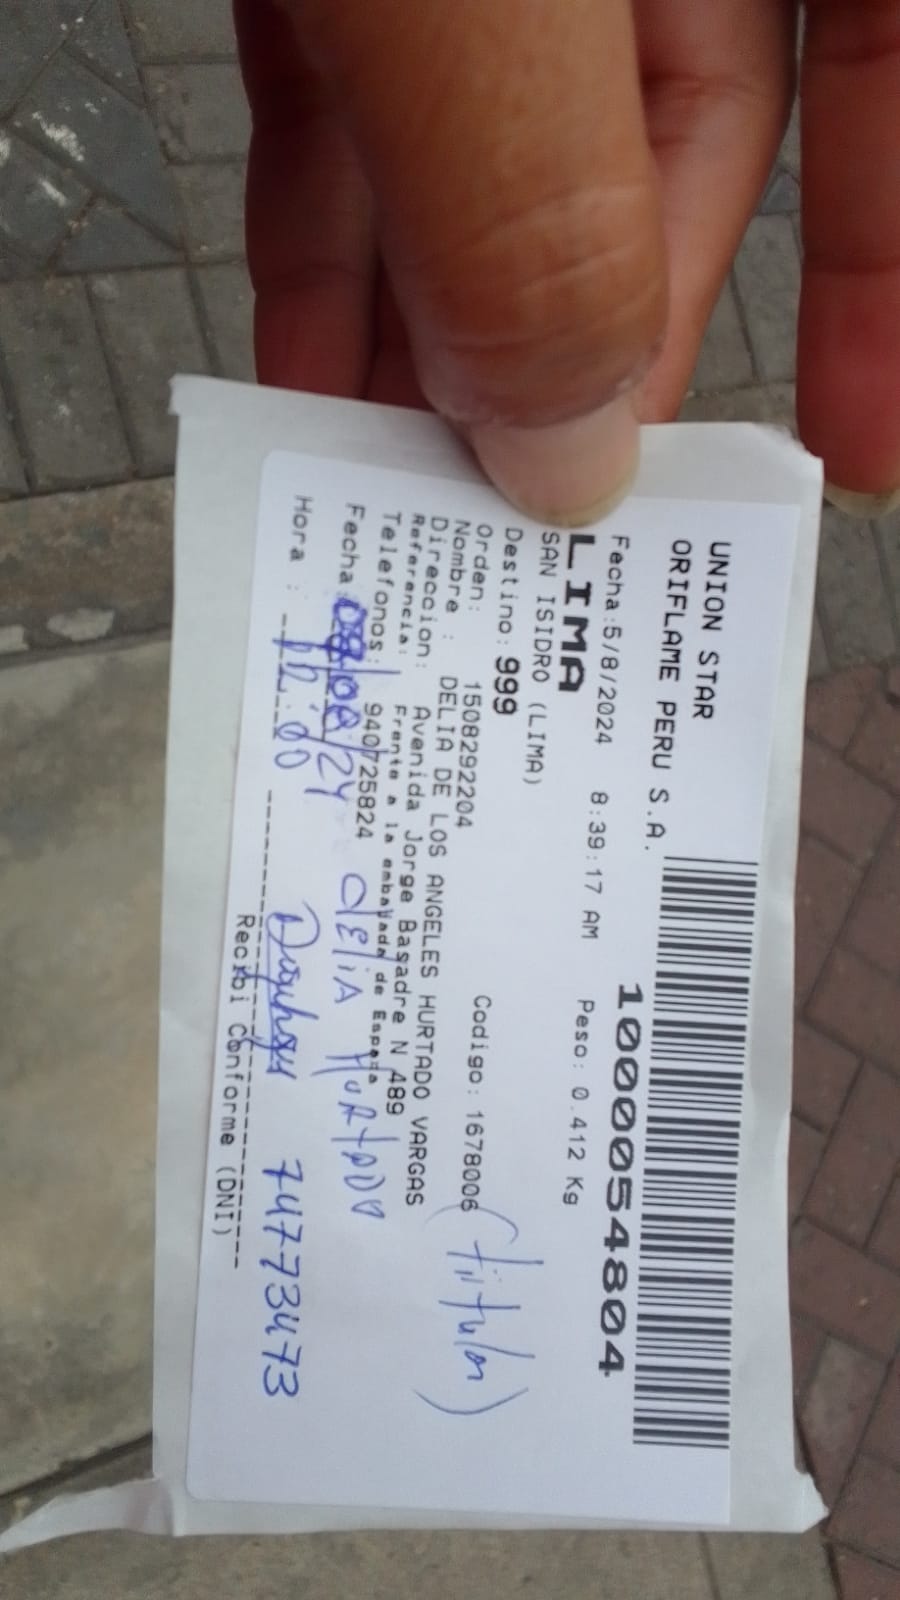 UNION STAR
ORIFLAME PERU S.A.
Fecha:5/8/2024 8:39:17 AM Peso: 0.412 Kg
1000054804
LIMA
SAN ISIDRO (LIMA)
Destino: 999
Orden: 1508292204 Codigo: 1678006
Nombre : DELIA DE LOS ANGELES HURTADO VARGAS
Direccion: Avenida Jorge Basadre N 489
Referencia: Frente a la embajada de España
Telefonos: 940725824
(titular)
Fecha: 08/08/24 DELIA HURTADO
Hora : 12:00 74773473
Recibi Conforme (DNI)